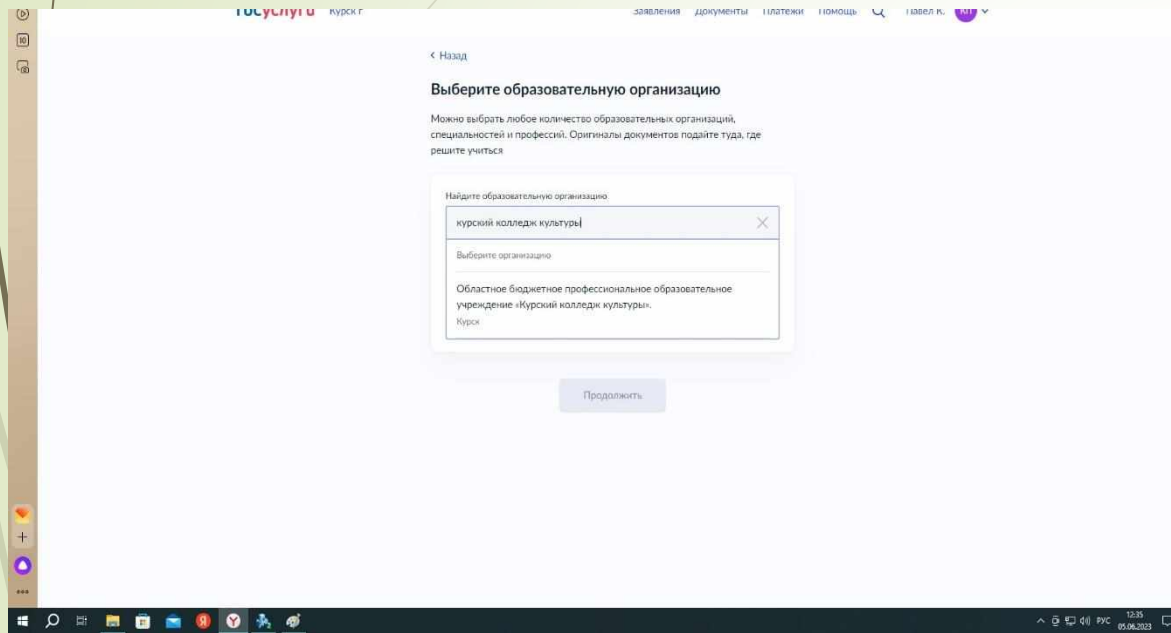 госуслуги Курск г Заявления Документы Платежи Помощь Павел К. КП
< Назад
Выберите образовательную организацию
Можно выбрать любое количество образовательных организаций,
специальностей и профессий. Оригиналы документов подайте туда, где
решите учиться
Найдите образовательную организацию
курский колледж культуры
Выберите организацию
Областное бюджетное профессиональное образовательное
учреждение «Курский колледж культуры».
Курск
Продолжить
10
РУС 12:35
05.06.2023